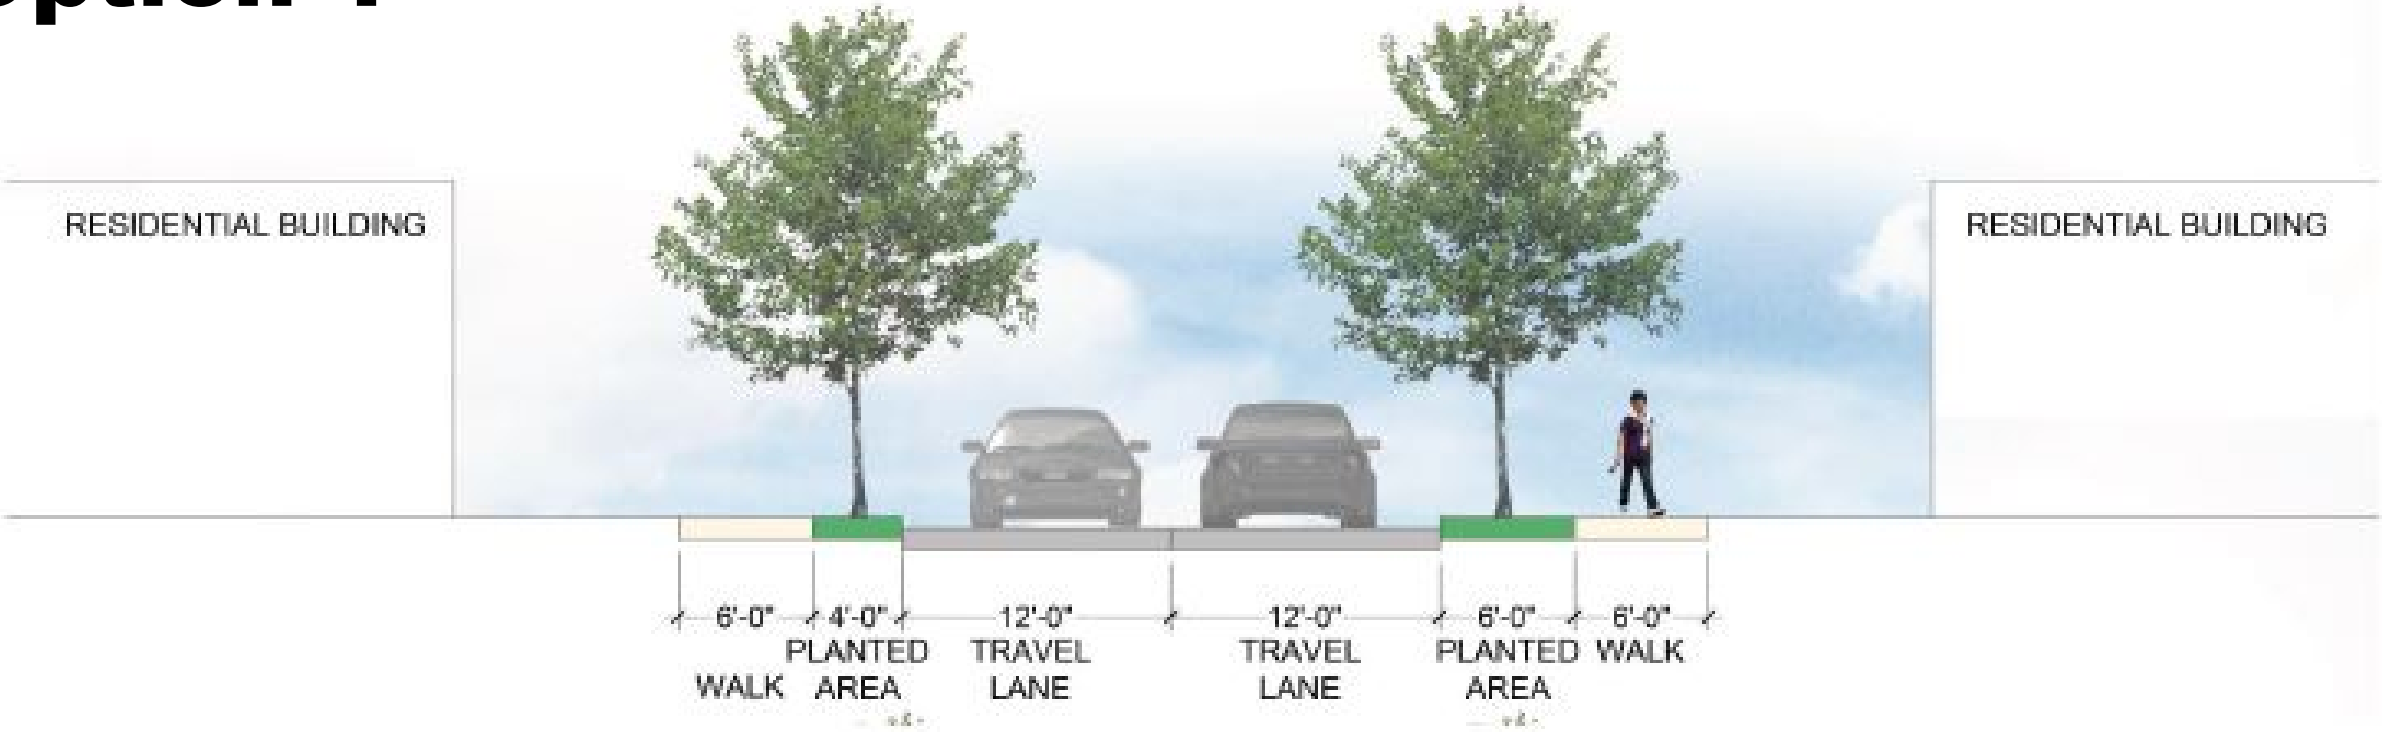 RESIDENTIAL BUILDING
RESIDENTIAL BUILDING
6'-0" 4'-0" 12'-0" 12'-0" 6'-0" 6'-0"
PLANTED TRAVEL TRAVEL PLANTED WALK
WALK AREA LANE LANE AREA